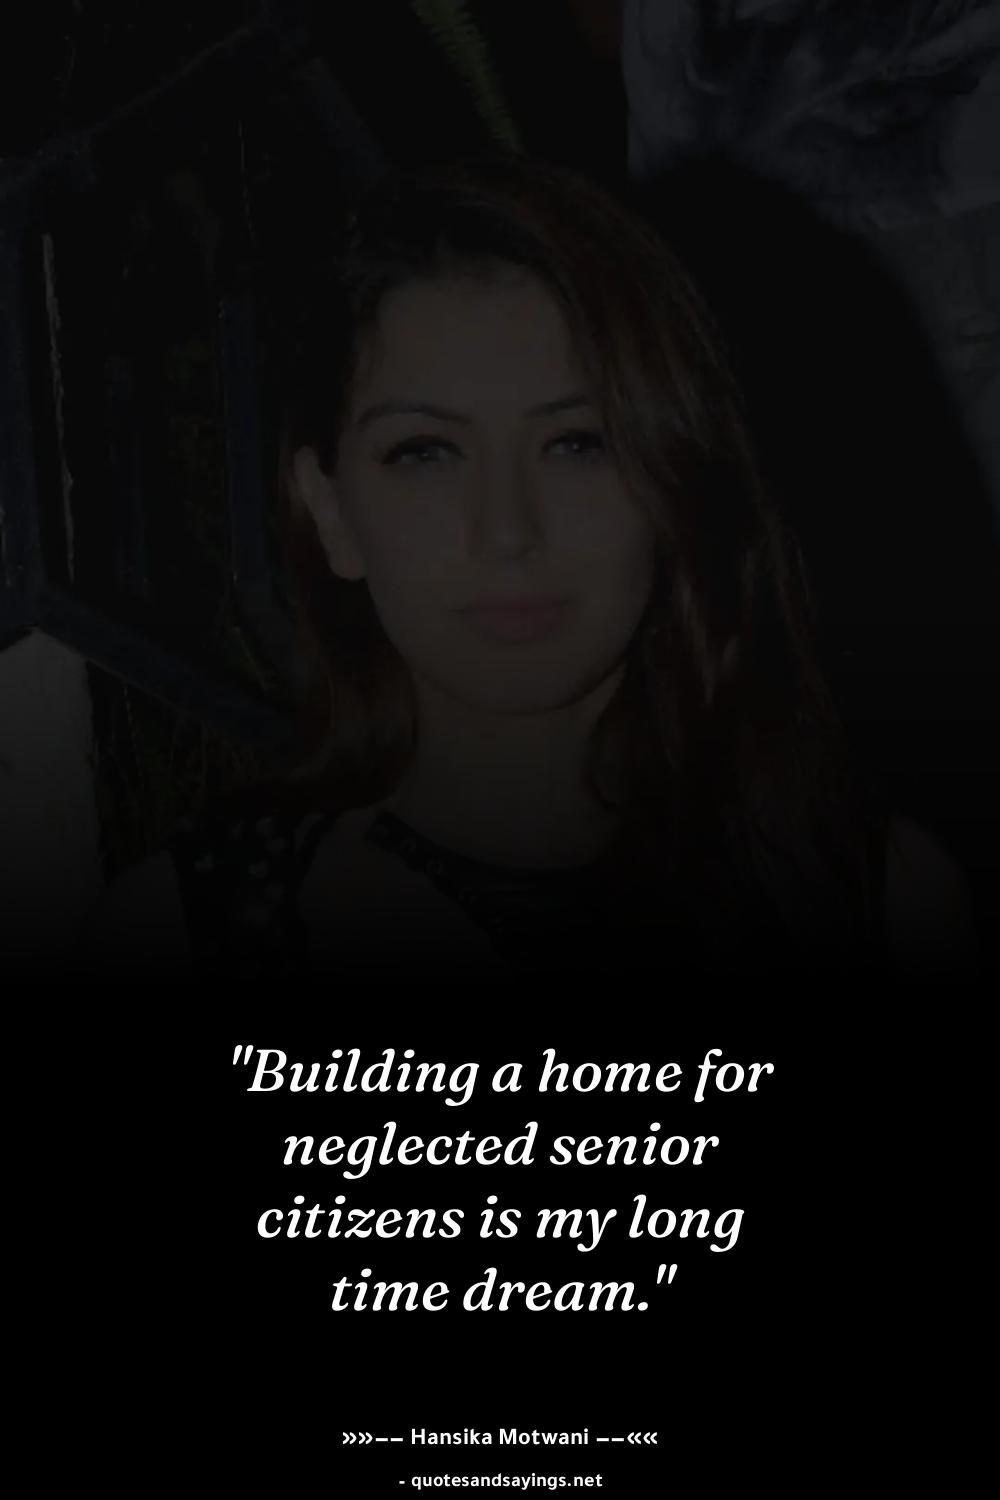 "Building a home for
neglected senior
citizens is my long
time dream."
»»−− Hansika Motwani −−««
- quotesandsayings.net